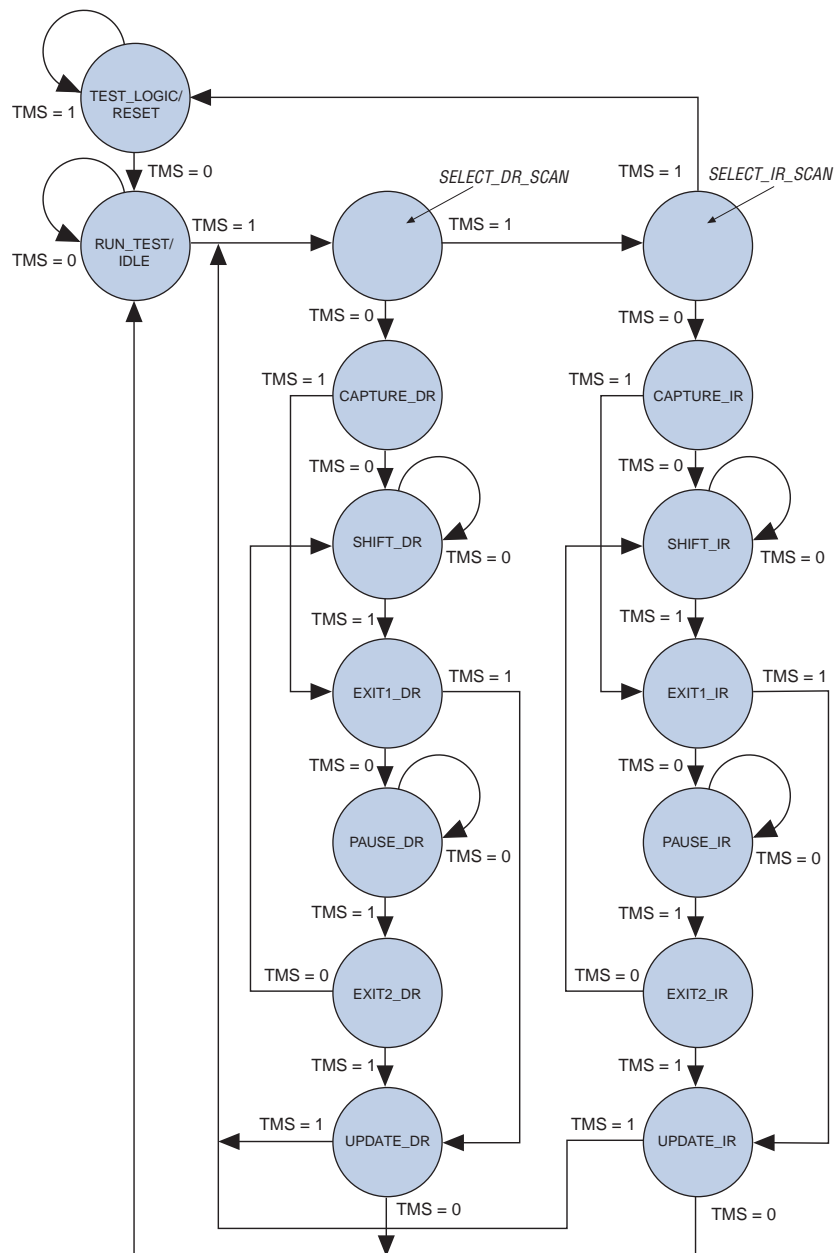 TEST_LOGIC/
RESET
TMS = 1
TMS = 0
SELECT_DR_SCAN
TMS = 1
SELECT_IR_SCAN
RUN_TEST/
IDLE
TMS = 0
TMS = 1
TMS = 1
TMS = 0
TMS = 0
TMS = 1
CAPTURE_DR
TMS = 1
CAPTURE_IR
TMS = 0
TMS = 0
SHIFT_DR
TMS = 0
SHIFT_IR
TMS = 0
TMS = 1
TMS = 1
EXIT1_DR
TMS = 1
EXIT1_IR
TMS = 1
TMS = 0
TMS = 0
PAUSE_DR
TMS = 0
PAUSE_IR
TMS = 0
TMS = 1
TMS = 1
TMS = 0
EXIT2_DR
TMS = 0
EXIT2_IR
TMS = 1
TMS = 1
TMS = 1
UPDATE_DR
TMS = 1
UPDATE_IR
TMS = 0
TMS = 0